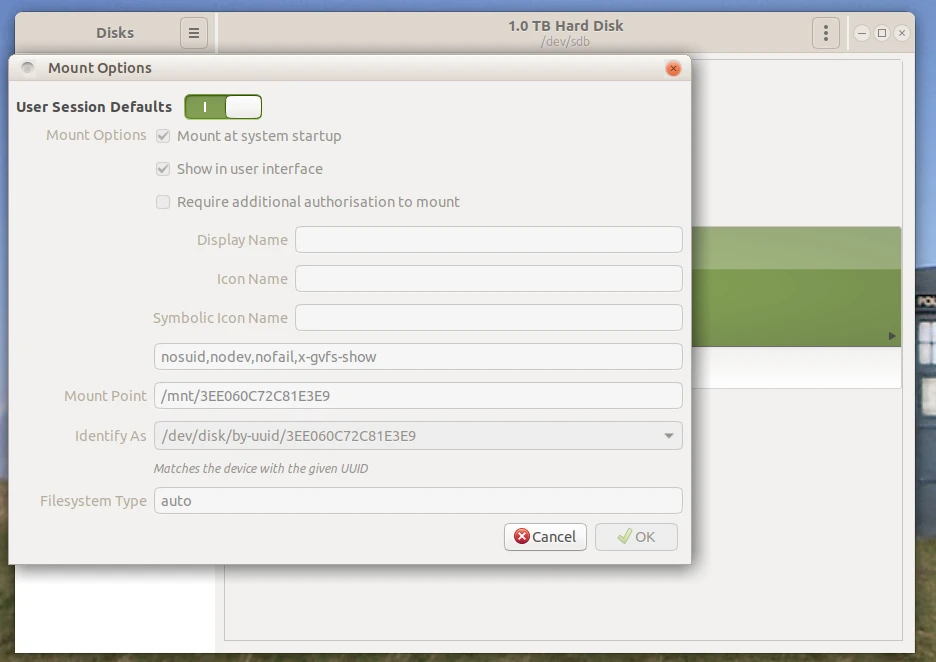 Disks
1.0 TB Hard Disk
/dev/sdb
Mount Options
User Session Defaults
Mount Options
Mount at system startup
Show in user interface
Require additional authorisation to mount
Display Name
Icon Name
Symbolic Icon Name
nosuid,nodev,nofail,x-gvfs-show
Mount Point /mnt/3EE060C72C81E3E9
Identify As /dev/disk/by-uuid/3EE060C72C81E3E9
Matches the device with the given UUID
Filesystem Type auto
Cancel OK